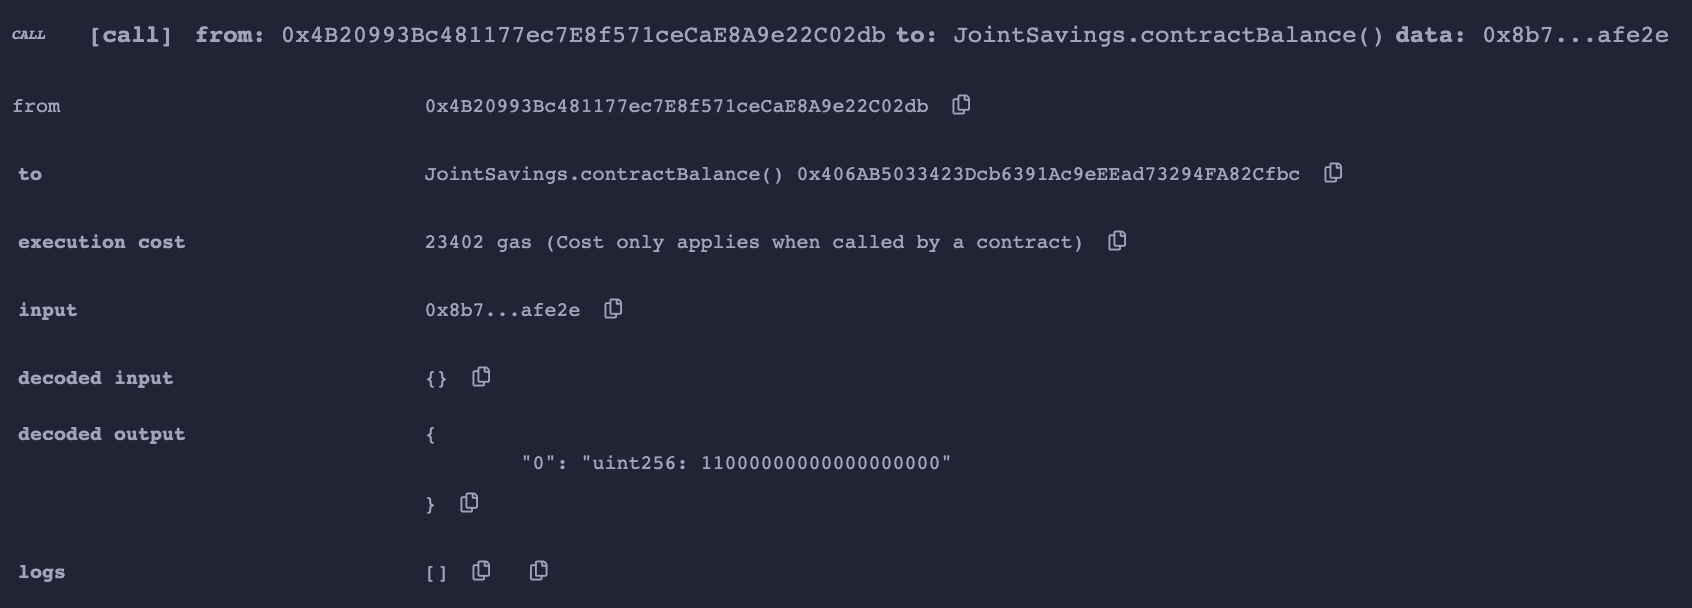 CALL [call] from: 0x4B20993Bc481177ec7E8f571ceCaE8A9e22C02db to: JointSavings.contractBalance() data: 0x8b7...afe2e
from 0x4B20993Bc481177ec7E8f571ceCaE8A9e22C02db
to JointSavings.contractBalance() 0x406AB5033423Dcb6391Ac9eEEad73294FA82Cfbc
execution cost 23402 gas (Cost only applies when called by a contract)
input 0x8b7...afe2e
decoded input {}
decoded output {
"0": "uint256: 11000000000000000000"
}
logs []